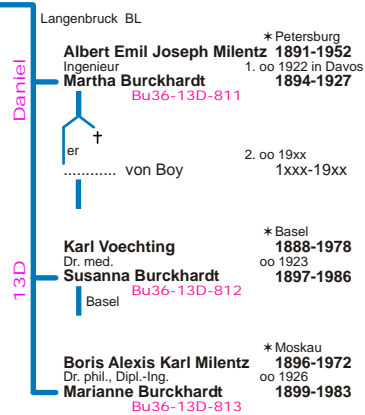 Langenbruck BL
✶Petersburg
Albert Emil Joseph Milentz 1891-1952
Ingenieur 1. oo 1922 in Davos
Martha Burckhardt 1894-1927
Bu36-13D-811
Daniel
✝
er
2. oo 19xx
............ von Boy 1xxx-19xx
✶Basel
Karl Voechting 1888-1978
Dr. med. oo 1923
Susanna Burckhardt 1897-1986
Bu36-13D-812
13D
Basel
✶Moskau
Boris Alexis Karl Milentz 1896-1972
Dr. phil., Dipl.-Ing. oo 1926
Marianne Burckhardt 1899-1983
Bu36-13D-813